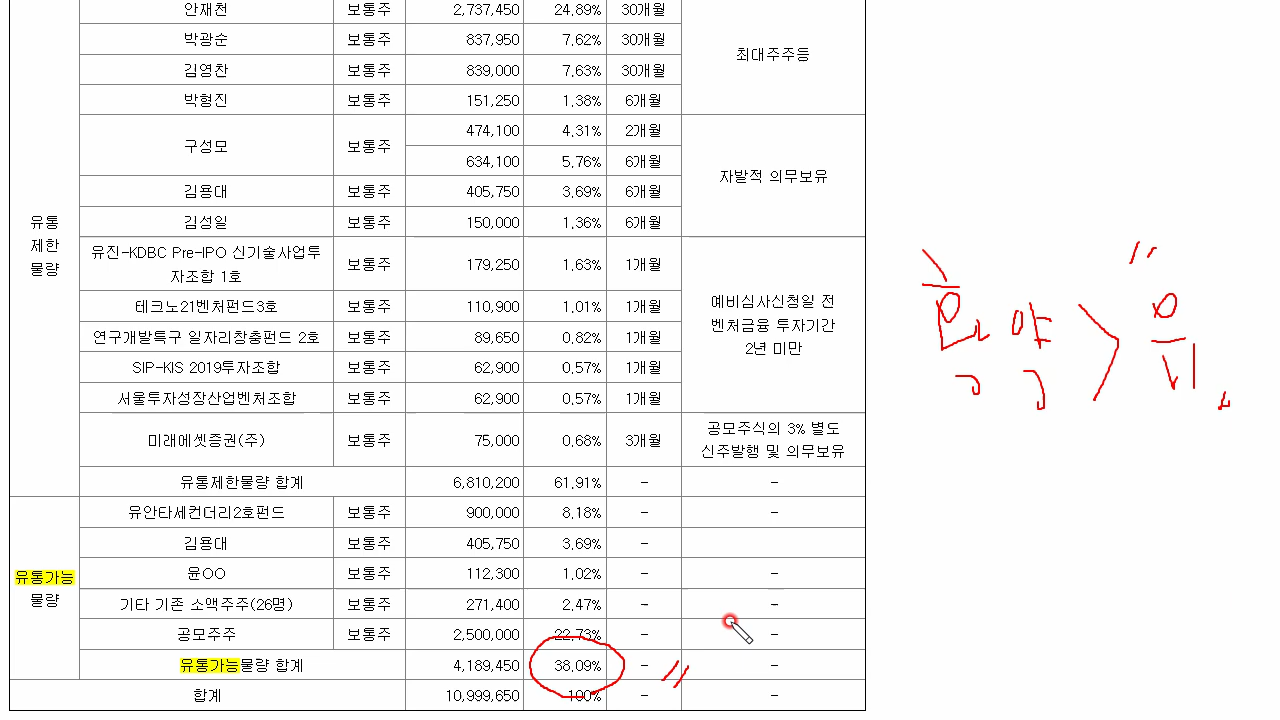 안재천 보통주 2,737,450 24.89% 30개월
박광순 보통주 837,950 7.62% 30개월
최대주주등
김영찬 보통주 839,000 7.63% 30개월
박형진 보통주 151,250 1.38% 6개월
구성모 보통주 474,100 4.31% 2개월
634,100 5.76% 6개월
자발적 의무보유
김용대 보통주 405,750 3.69% 6개월
김성일 보통주 150,000 1.36% 6개월
유통
제한
물량
유진-KDBC Pre-IPO 신기술사업투
자조합 1호 보통주 179,250 1.63% 1개월
테크노21벤처펀드3호 보통주 110,900 1.01% 1개월
예비심사신청일 전
벤처금융 투자기간
2년 미만
연구개발특구 일자리창출펀드 2호 보통주 89,650 0.82% 1개월
SIP-KIS 2019투자조합 보통주 62,900 0.57% 1개월
서울투자성장산업벤처조합 보통주 62,900 0.57% 1개월
미래에셋증권(주) 보통주 75,000 0.68% 3개월
공모주식의 3% 별도
신주발행 및 의무보유
유통제한물량 합계 6,810,200 61.91% - -
유통가능
물량
유안타세컨더리2호펀드 보통주 900,000 8.18% - -
김용대 보통주 405,750 3.69% -
윤OO 보통주 112,300 1.02% - -
기타 기존 소액주주(26명) 보통주 271,400 2.47% - -
공모주주 보통주 2,500,000 22.73% - -
유통가능물량 합계 4,189,450 38.09% - -
합계 10,999,650 100% - -